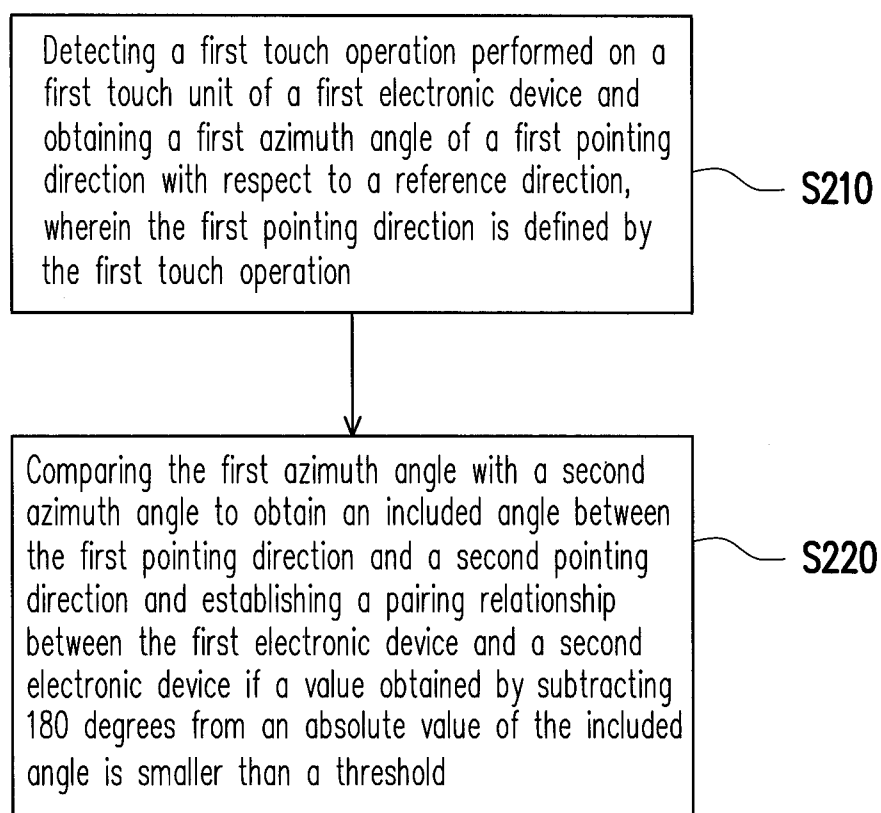 Detecting a first touch operation performed on a
first touch unit of a first electronic device and
obtaining a first azimuth angle of a first pointing
direction with respect to a reference direction,
wherein the first pointing direction is defined by
the first touch operation
S210
Comparing the first azimuth angle with a second
azimuth angle to obtain an included angle between
the first pointing direction and a second pointing
direction and establishing a pairing relationship
between the first electronic device and a second
electronic device if a value obtained by subtracting
180 degrees from an absolute value of the included
angle is smaller than a threshold
S220